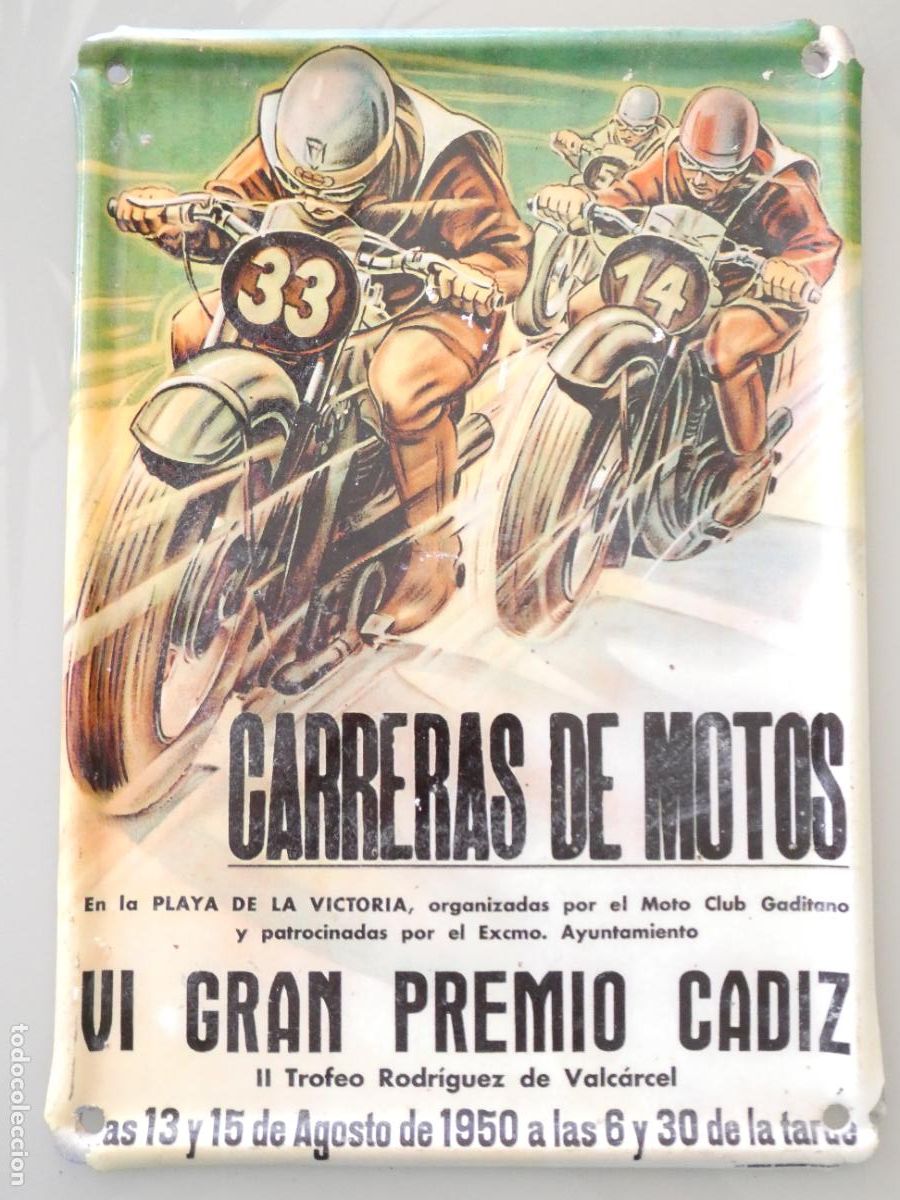 33
14
CARRERAS DE MOTOS
En la PLAYA DE LA VICTORIA, organizadas por el Moto Club Gaditano
y patrocinadas por el Excmo. Ayuntamiento
VI GRAN PREMIO CADIZ
II Trofeo Rodríguez de Valcárcel
as 13 y 15 de Agosto de 1950 a las 6 y 30 de la tarde
todocoleccion